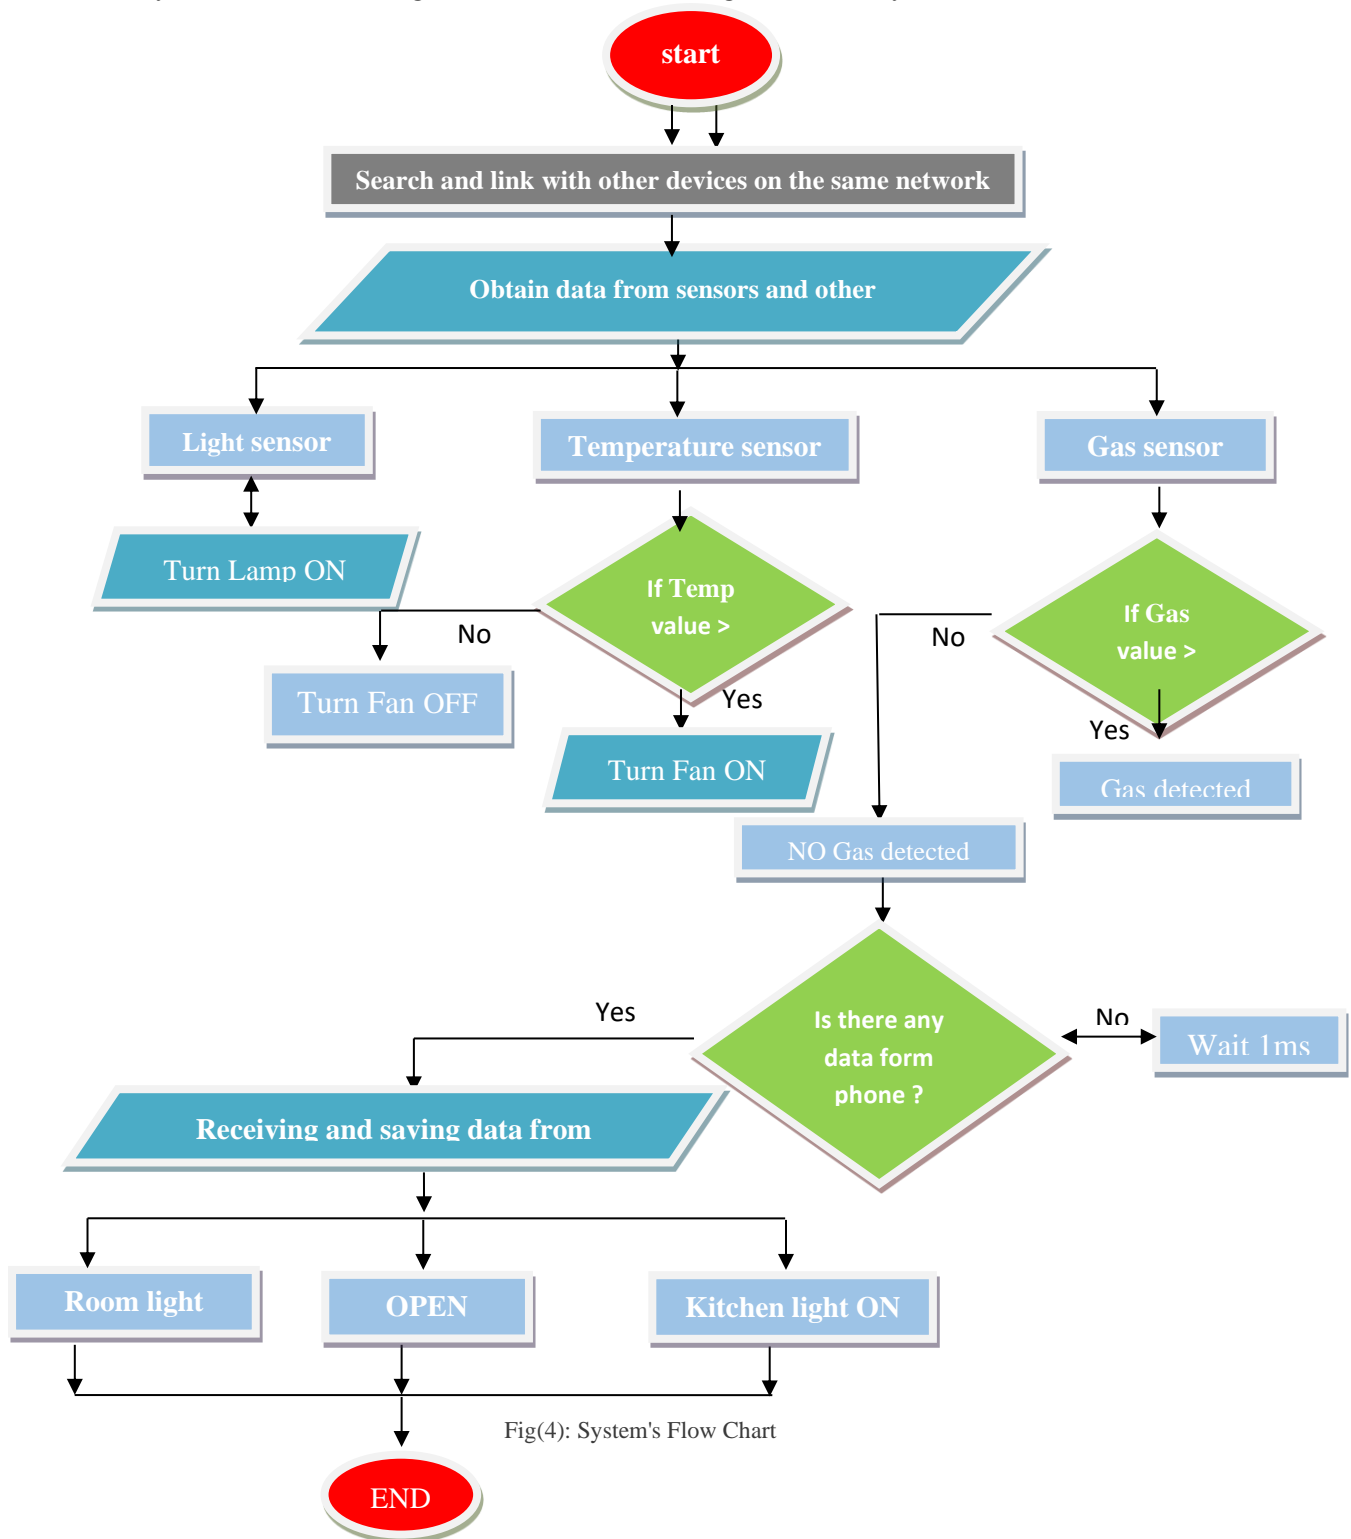 start
Search and link with other devices on the same network
Obtain data from sensors and other
Light sensor
Temperature sensor
Gas sensor
Turn Lamp ON
If Temp
value >
If Gas
value >
No
No
Turn Fan OFF
Yes
Yes
Turn Fan ON
Gas detected
NO Gas detected
Is there any
data form
phone ?
Yes
No
Wait 1ms
Receiving and saving data from
Room light
OPEN
Kitchen light ON
Fig(4): System's Flow Chart
END